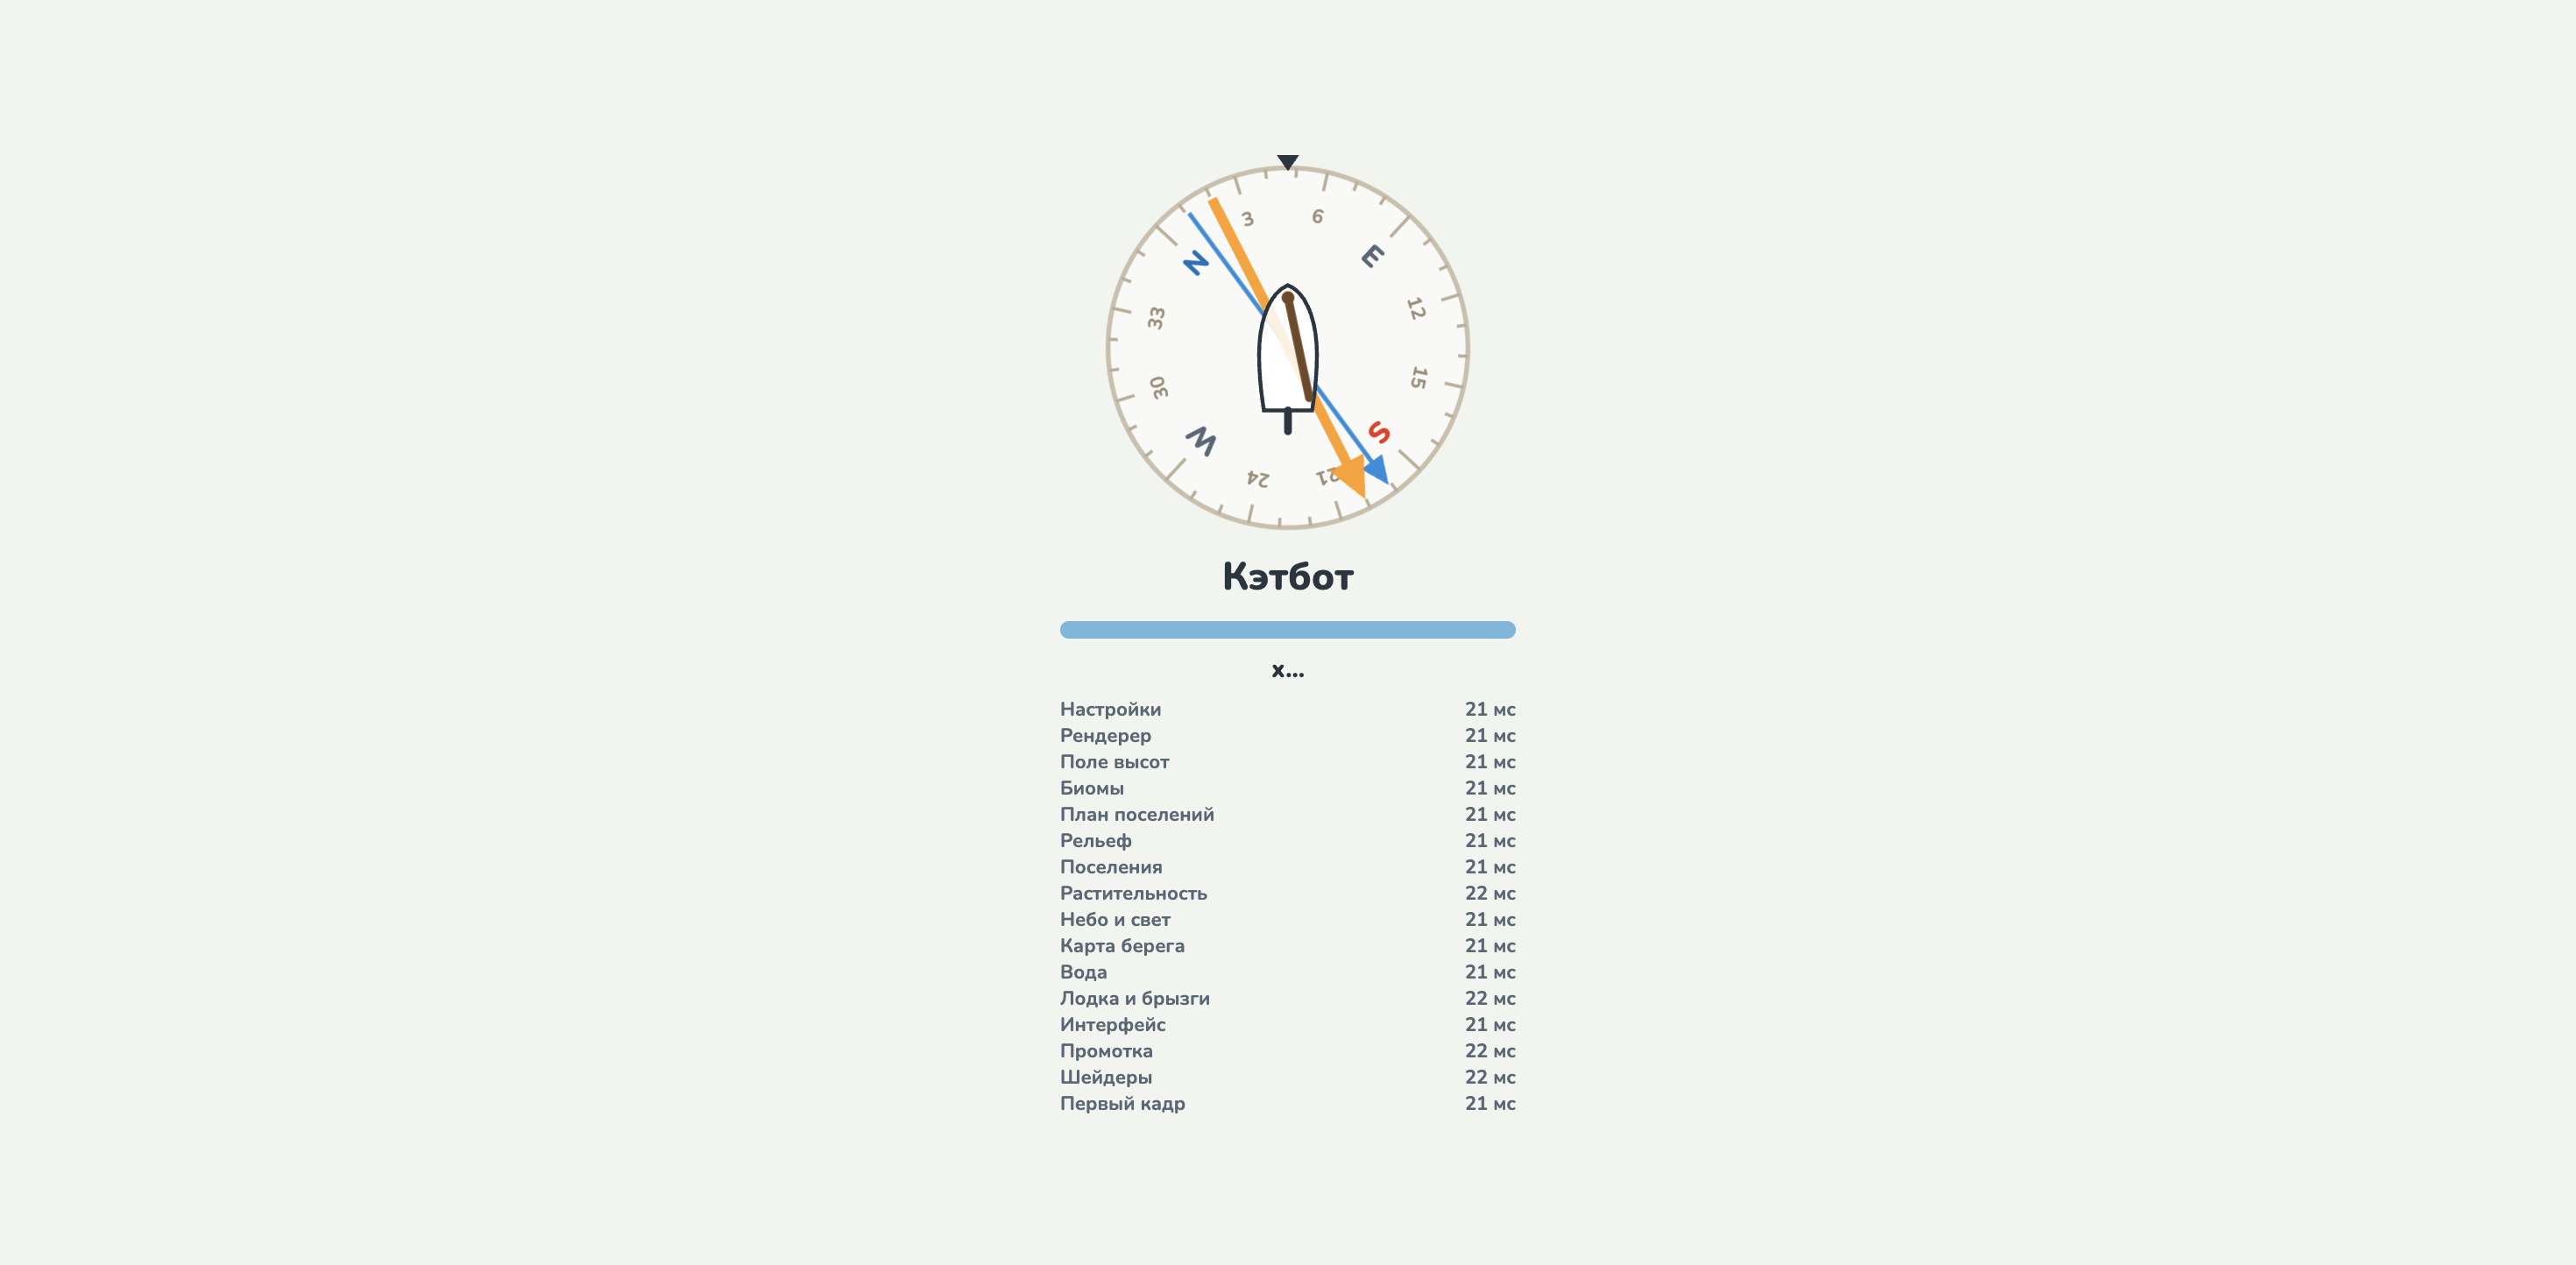 3
6
N
E
33
12
30
15
W
S
24
21
Кэтбот
х...
Настройки 21 мс
Рендерер 21 мс
Поле высот 21 мс
Биомы 21 мс
План поселений 21 мс
Рельеф 21 мс
Поселения 21 мс
Растительность 22 мс
Небо и свет 21 мс
Карта берега 21 мс
Вода 21 мс
Лодка и брызги 22 мс
Интерфейс 21 мс
Промотка 22 мс
Шейдеры 22 мс
Первый кадр 21 мс